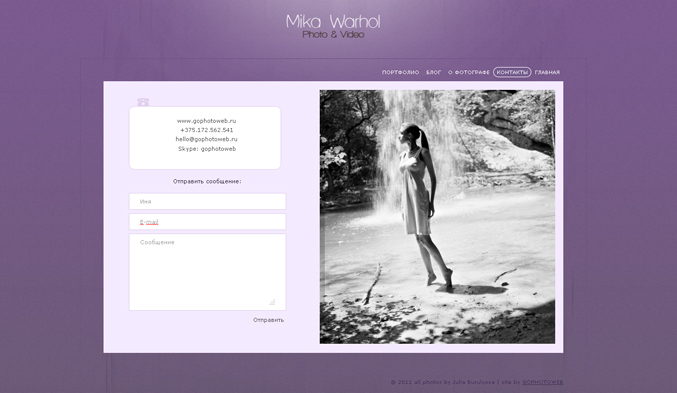 Mika Warhol
Photo & Video
ПОРТФОЛИО БЛОГ О ФОТОГРАФЕ КОНТАКТЫ ГЛАВНАЯ
www.gophotoweb.ru
+375.172.562.541
hello@gophotoweb.ru
Skype: gophotoweb
Отправить сообщение:
Имя
E-mail
Сообщение
Отправить
© 2011 all photos by Julia / site by GOPHOTOWEB